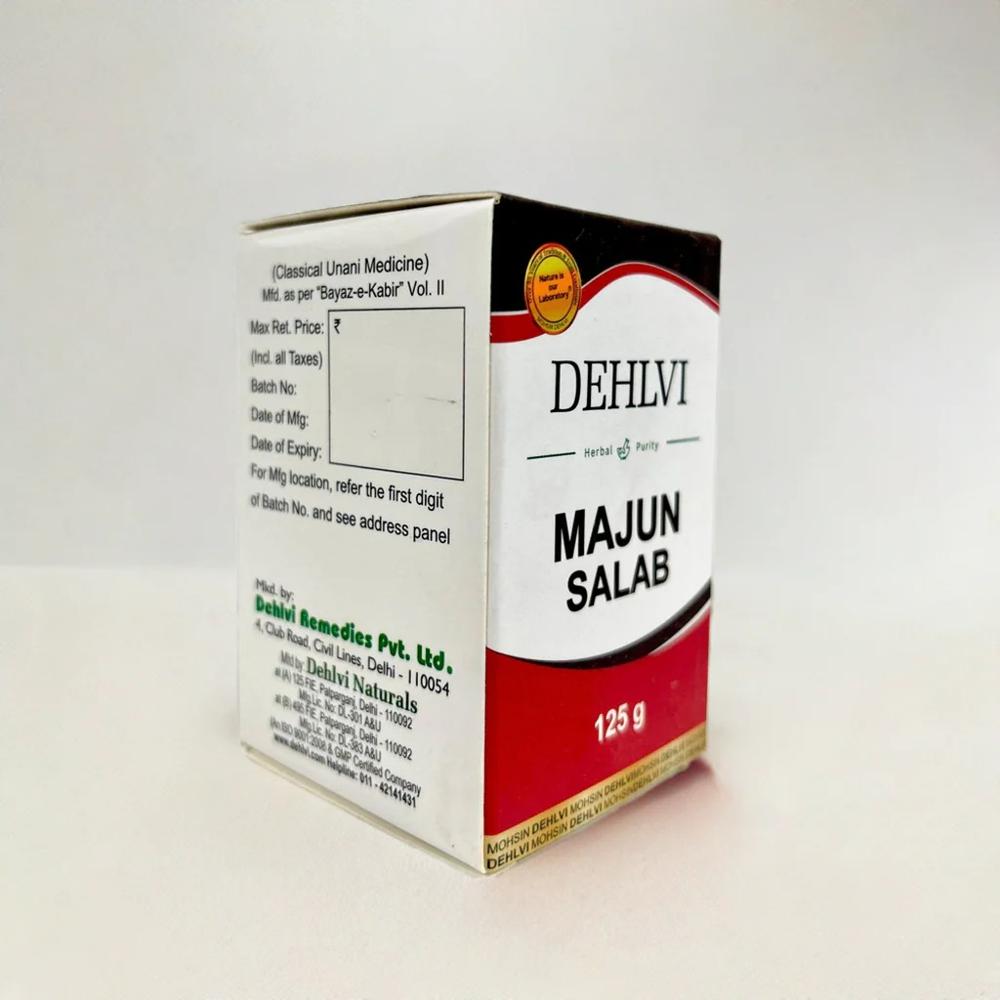 (Classical Unani Medicine)
Mfd. as per "Bayaz-e-Kabir" Vol. II
Max Ret. Price: ₹
(Incl. all Taxes)
Batch No:
Date of Mfg:
Date of Expiry:
For Mfg location, refer the first digit
of Batch No. and see address panel
Mkd. by:
Dehlvi Remedies Pvt. Ltd.
4, Club Road, Civil Lines, Delhi - 110054
Mfd by: Dehlvi Naturals
at (A) 125 FIE, Patparganj, Delhi - 110092
Mfg Lic. No: DL-301 A&U
at (B) 495 FIE, Patparganj, Delhi - 110092
Mfg Lic. No: DL-383 A&U
(An ISO 9001:2008 & GMP Certified Company
www.dehlvi.com Helpline: 011 - 42141431
Nature is
our
Laboratory
DEHLVI
Herbal Purity
MAJUN
SALAB
125 g
MOHSIN DEHLVI MOHSIN DEHLVI MOHSIN DEHLVI
DEHLVI MOHSIN DEHLVI MOHSIN DEHLVI MOHSIN